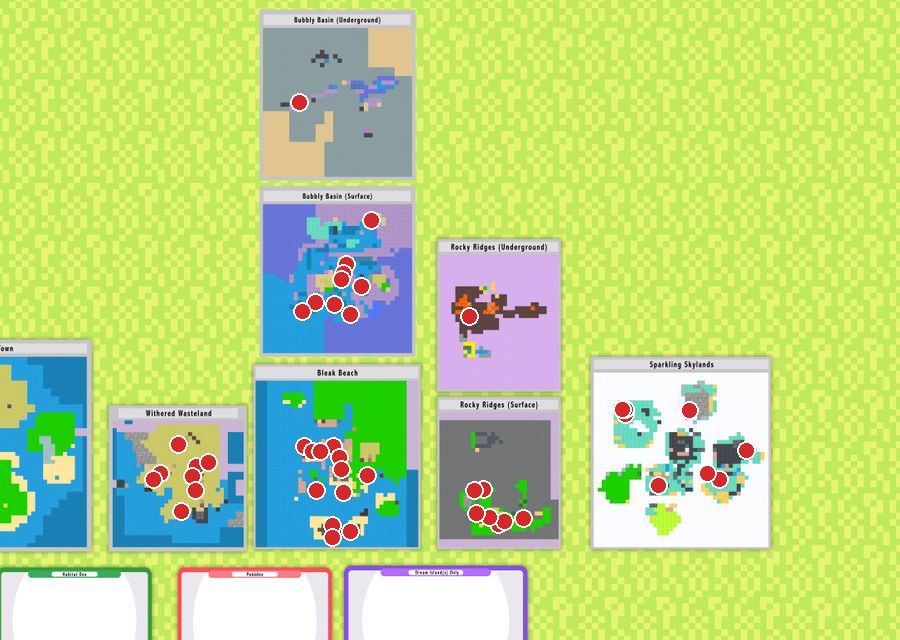 Bubbly Basin (Underground)
Bubbly Basin (Surface)
Rocky Ridges (Underground)
Town
Bleak Beach
Sparkling Skylands
Withered Wasteland
Rocky Ridges (Surface)
Habitat Dex
Pokédex
Dream Island(s) Only